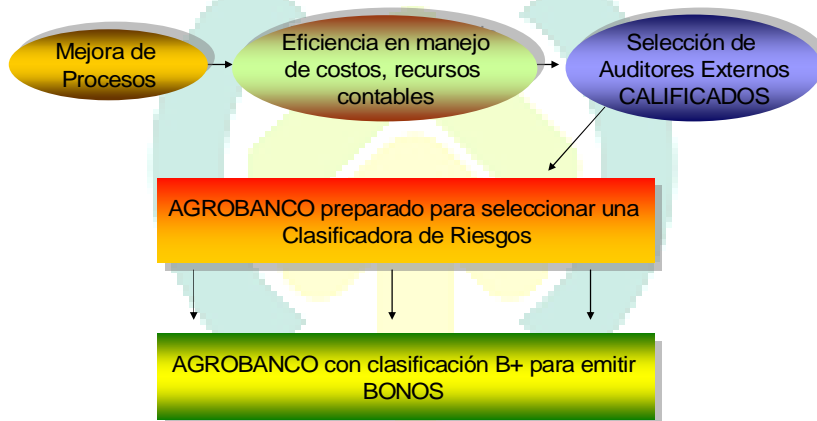 Mejora de
Procesos
Eficiencia en manejo
de costos, recursos
contables
Selección de
Auditores Externos
CALIFICADOS
AGROBANCO preparado para seleccionar una
Clasificadora de Riesgos
AGROBANCO con clasificación B+ para emitir
BONOS